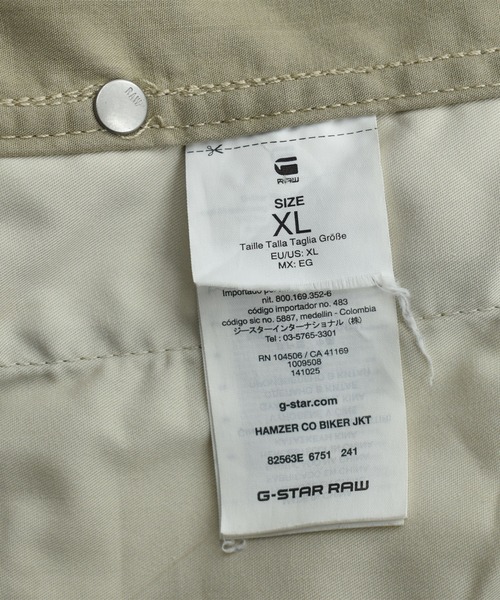 RAW
RAW
SIZE
XL
Taille Talla Taglia Größe
EU/US: XL
MX: EG
Importado
nit. 800.169.352-6
código importador no. 483
código sic no. 5887, medellin - Colombia
ジースターインターナショナル (株)
Tel : 03-5765-3301
RN 104506 / CA 41169
1009508
141025
g-star.com
HAMZER CO BIKER JKT
82563E 6751 241
G-STAR RAW